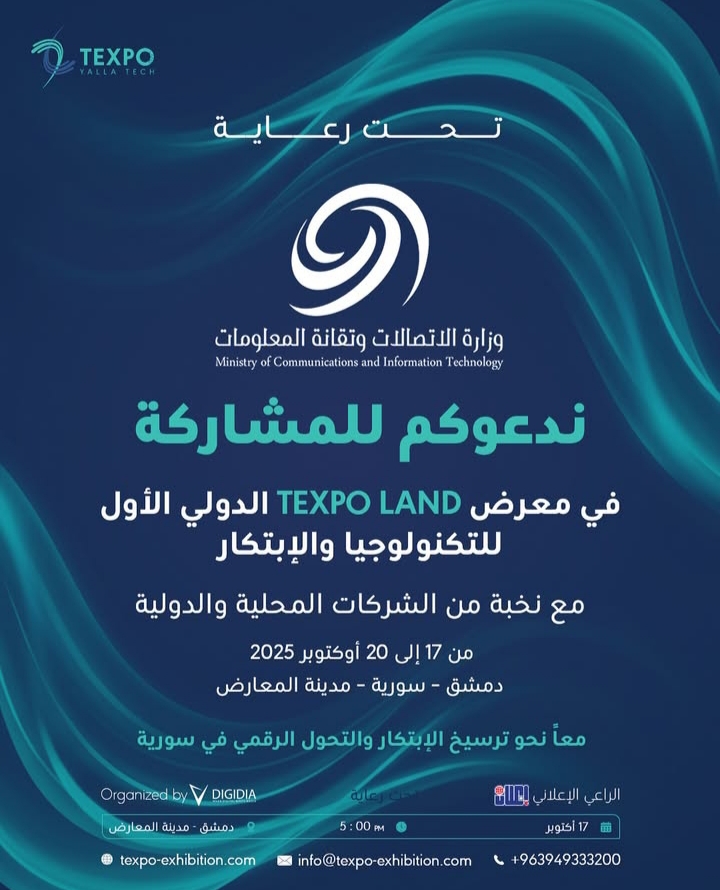 TEXPO
YALLA TECH
تحت رعاية
وزارة الاتصالات وتقانة المعلومات
Ministry of Communications and Information Technology
ندعوكم للمشاركة
في معرض TEXPO LAND الدولي الأول
للتكنولوجيا والإبتكار
مع نخبة من الشركات المحلية والدولية
من 17 إلى 20 أوكتوبر 2025
دمشق - سورية - مدينة المعارض
معاً نحو ترسيخ الإبتكار والتحول الرقمي في سورية
الراعي الإعلاني
تحت رعاية
Organized by DIGIDIA
17 أكتوبر
5:00 PM
دمشق - مدينة المعارض
texpo-exhibition.com
info@texpo-exhibition.com
+963949333200